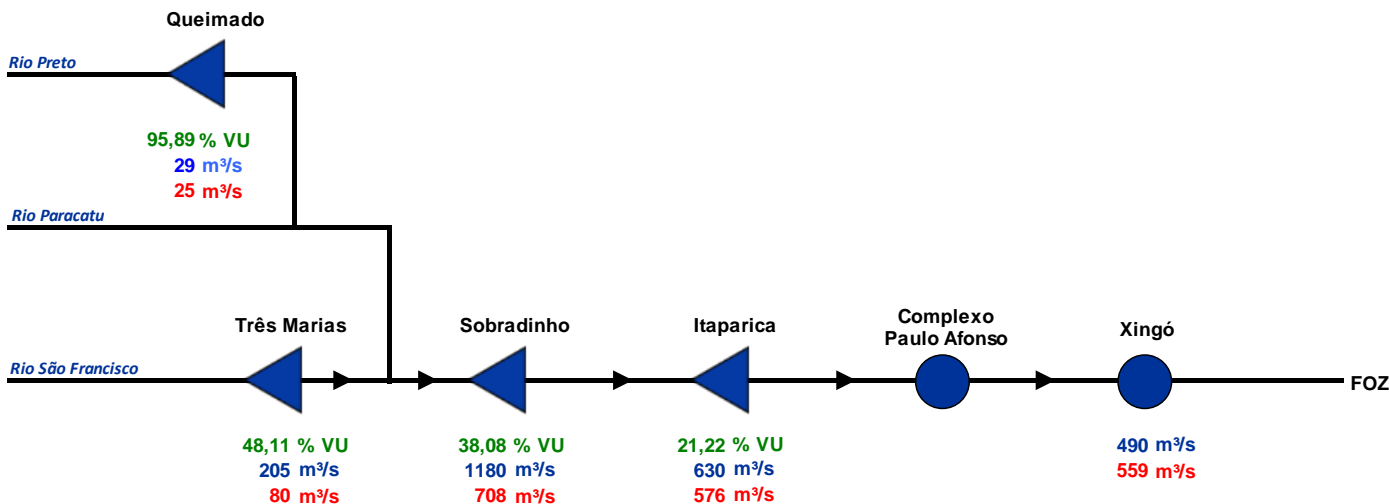 Queimado
Rio Preto
95,89 % VU
29 m³/s
25 m³/s
Rio Paracatu
Três Marias
Sobradinho
Itaparica
Complexo
Paulo Afonso
Xingó
Rio São Francisco
FOZ
48,11 % VU
205 m³/s
80 m³/s
38,08 % VU
1180 m³/s
708 m³/s
21,22 % VU
630 m³/s
576 m³/s
490 m³/s
559 m³/s